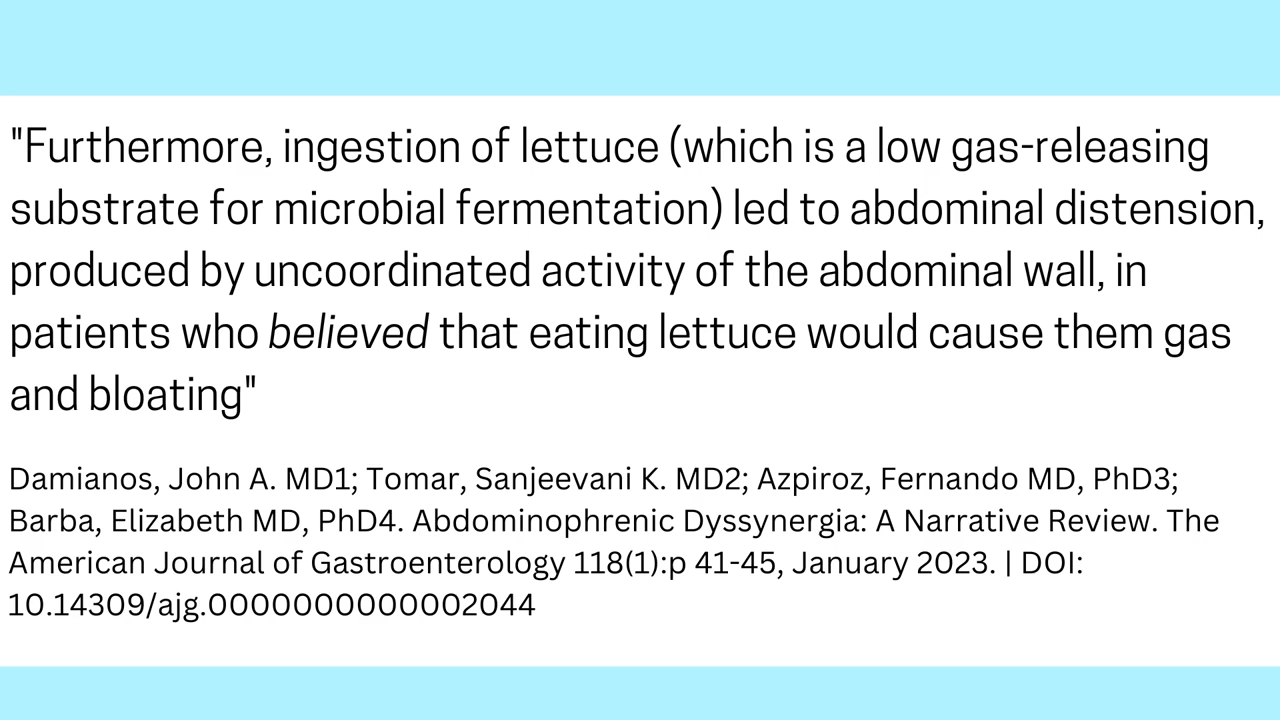 "Furthermore, ingestion of lettuce (which is a low gas-releasing
substrate for microbial fermentation) led to abdominal distension,
produced by uncoordinated activity of the abdominal wall, in
patients who believed that eating lettuce would cause them gas
and bloating"
Damianos, John A. MD1; Tomar, Sanjeevani K. MD2; Azpiroz, Fernando MD, PhD3;
Barba, Elizabeth MD, PhD4. Abdominophrenic Dyssynergia: A Narrative Review. The
American Journal of Gastroenterology 118(1):p 41-45, January 2023. | DOI:
10.14309/ajg.0000000000002044